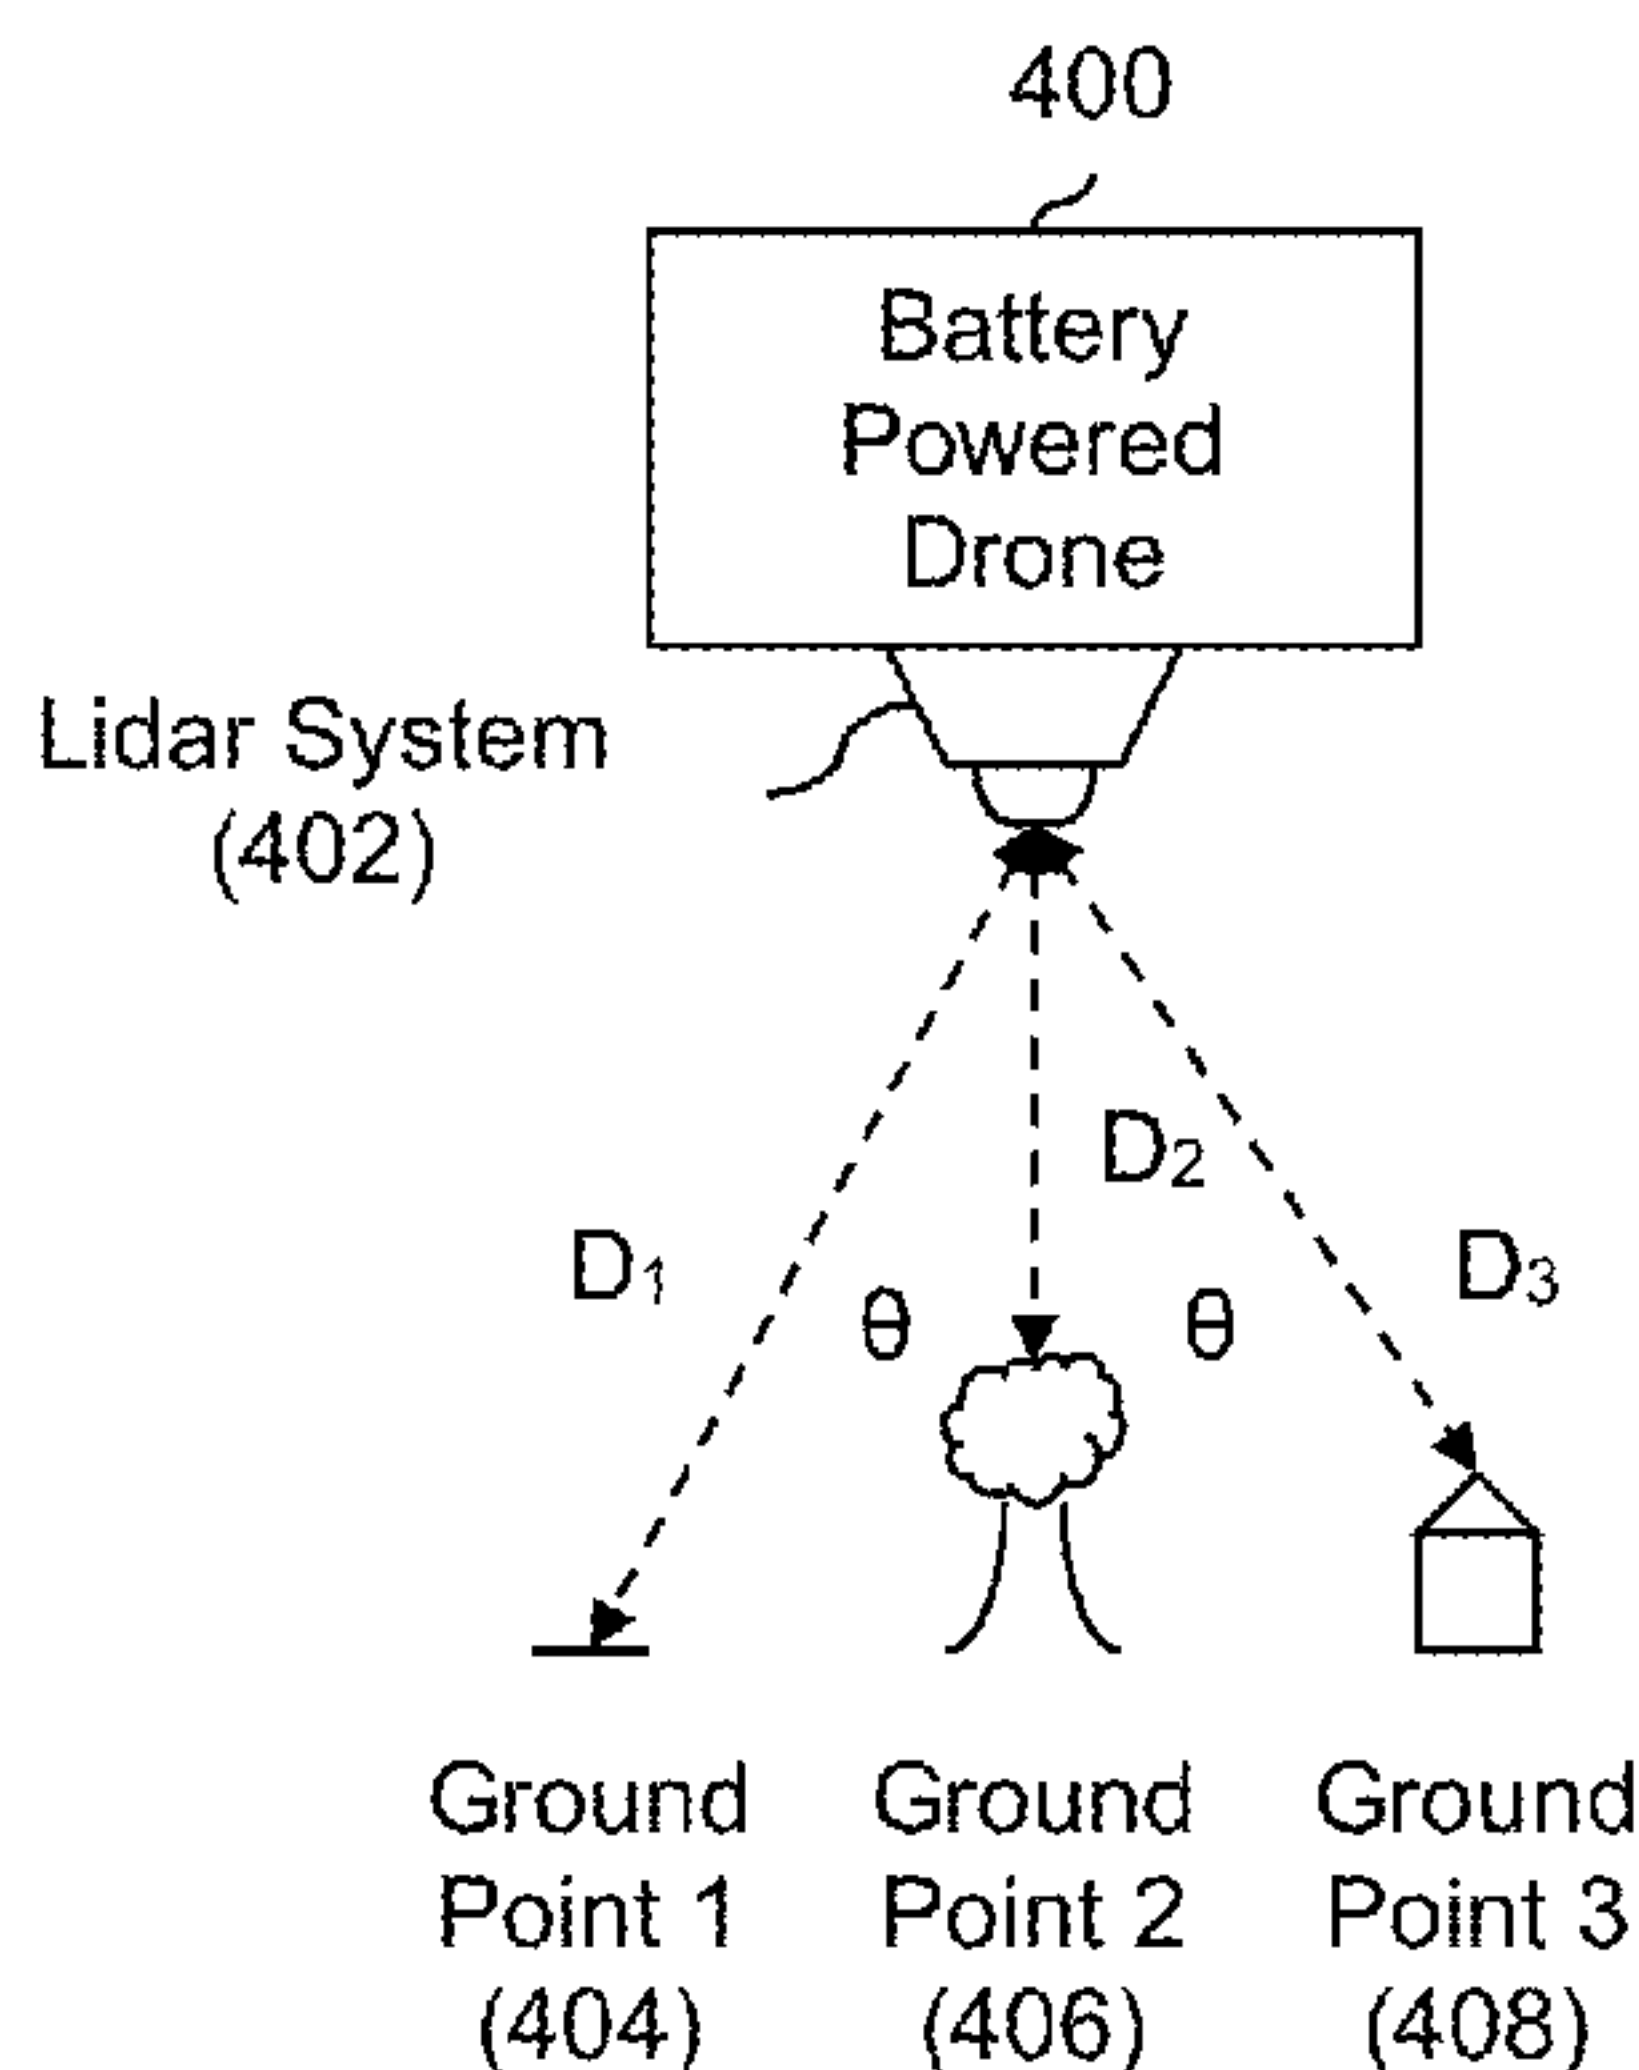 400
Battery
Powered
Drone
Lidar System
(402)
D2
D1
D3
θ
θ
Ground
Point 1
(404)
Ground
Point 2
(406)
Ground
Point 3
(408)